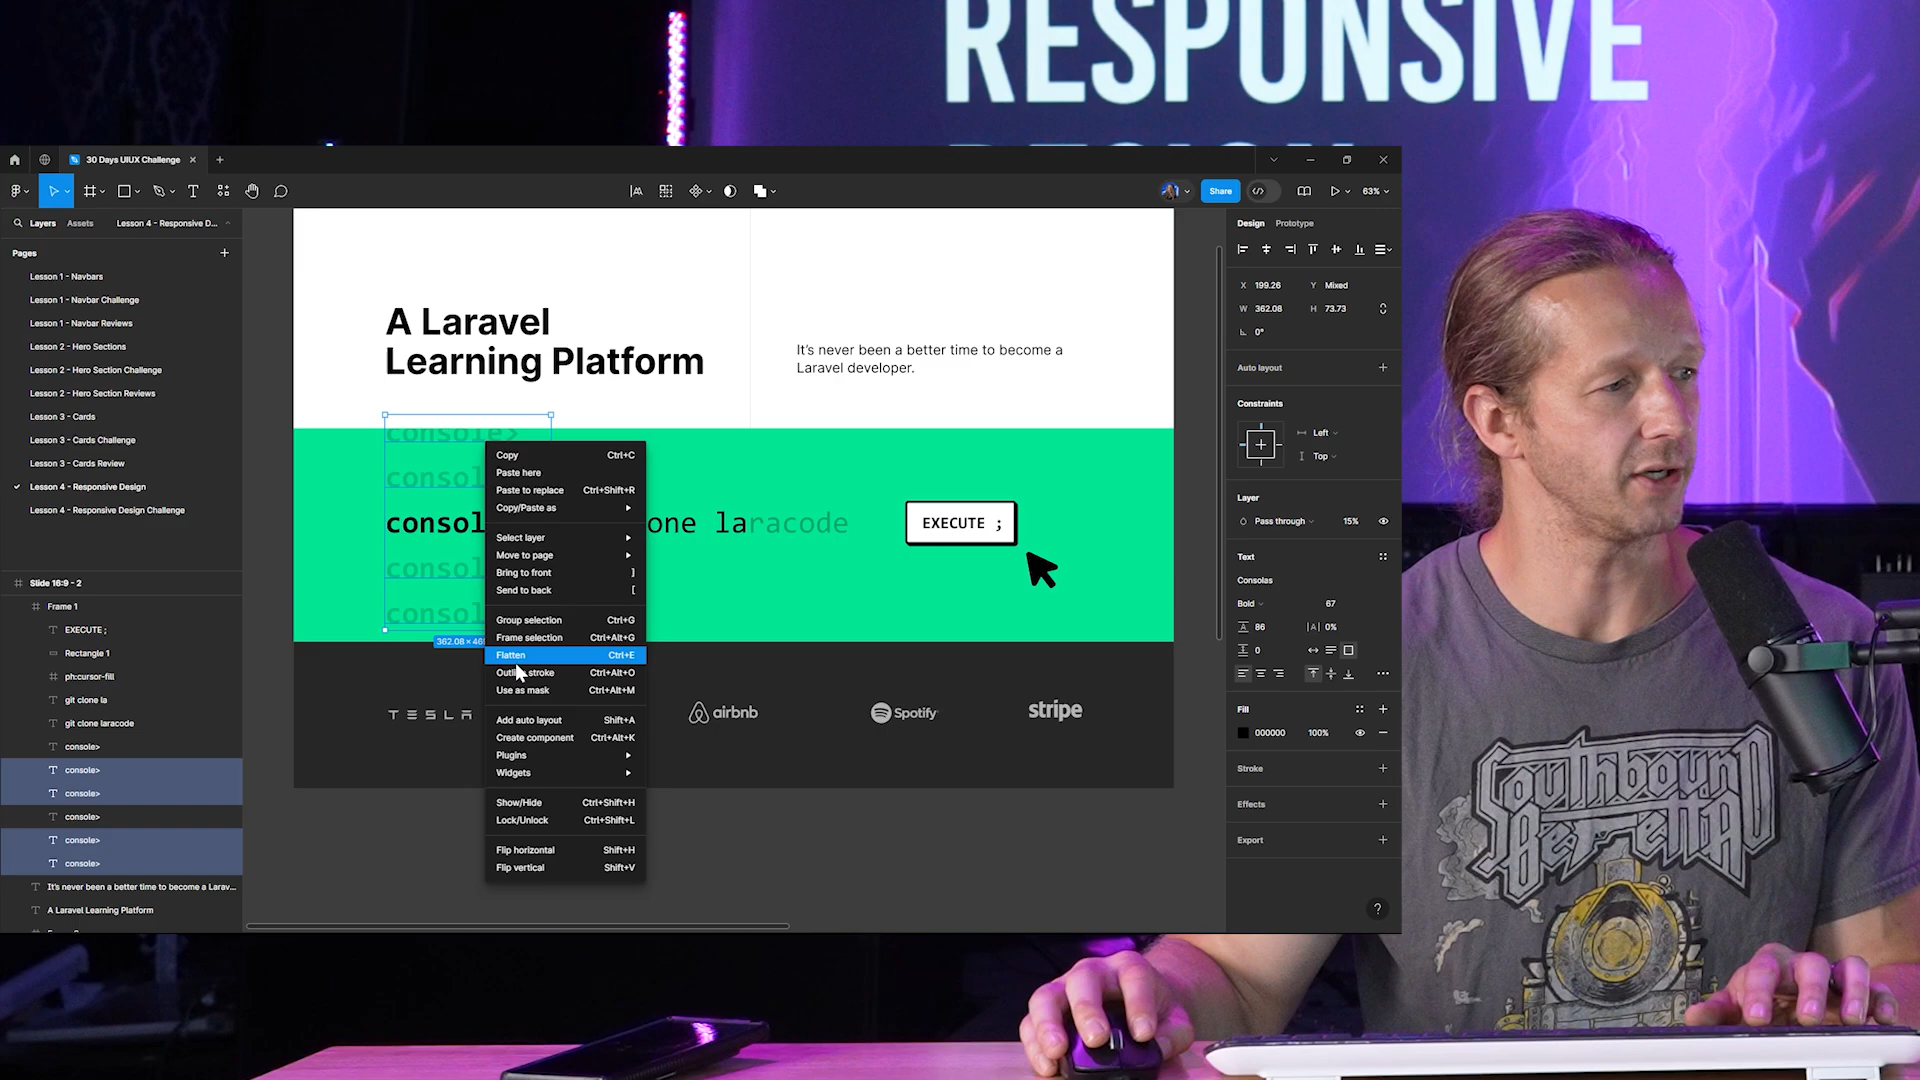 RESPONSIVE
30 Days UIUX Challenge
Share
63%
Layers
Assets
Lesson 4 - Responsive D...
Design
Prototype
Pages
Lesson 1 - Navbars
Lesson 1 - Navbar Challenge
Lesson 1 - Navbar Reviews
Lesson 2 - Hero Sections
Lesson 2 - Hero Section Challenge
Lesson 2 - Hero Section Reviews
Lesson 3 - Cards
Lesson 3 - Cards Challenge
Lesson 3 - Cards Review
Lesson 4 - Responsive Design
Lesson 4 - Responsive Design Challenge
Slide 16:9 - 2
Frame 1
EXECUTE ;
Rectangle 1
ph:cursor-fill
git clone la
git clone laracode
console>
console>
console>
console>
console>
console>
It's never been a better time to become a Larav...
A Laravel Learning Platform
A Laravel
Learning Platform
It's never been a better time to become a
Laravel developer.
console>
consol
consol
one laracode
EXECUTE ;
consol
consol
362.08 × 46
TESLA
airbnb
Spotify
stripe
Copy Ctrl+C
Paste here
Paste to replace Ctrl+Shift+R
Copy/Paste as
Select layer
Move to page
Bring to front ]
Send to back [
Group selection Ctrl+G
Frame selection Ctrl+Alt+G
Flatten Ctrl+E
Outline stroke Ctrl+Alt+O
Use as mask Ctrl+Alt+M
Add auto layout Shift+A
Create component Ctrl+Alt+K
Plugins
Widgets
Show/Hide Ctrl+Shift+H
Lock/Unlock Ctrl+Shift+L
Flip horizontal Shift+H
Flip vertical Shift+V
X 199.26 Y Mixed
W 362.08 H 73.73
0°
Auto layout
Constraints
Left
Top
Layer
Pass through 15%
Text
Consolas
Bold 67
86 |A| 0%
0
Fill
000000 100%
Stroke
Effects
Export
?
Southbound
Beretta